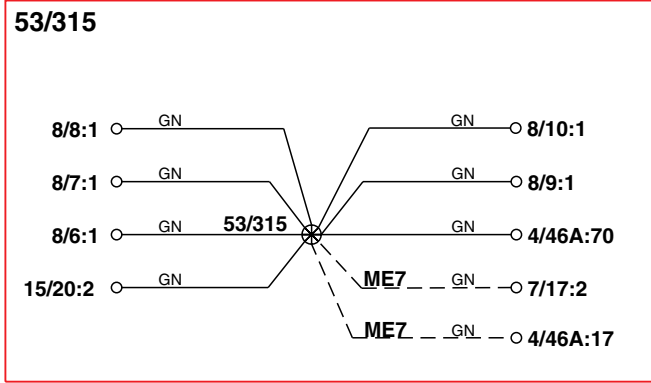 53/315
8/8:1 GN GN 8/10:1
8/7:1 GN GN 8/9:1
8/6:1 GN 53/315 GN 4/46A:70
15/20:2 GN ME7 GN 7/17:2
ME7 GN 4/46A:17